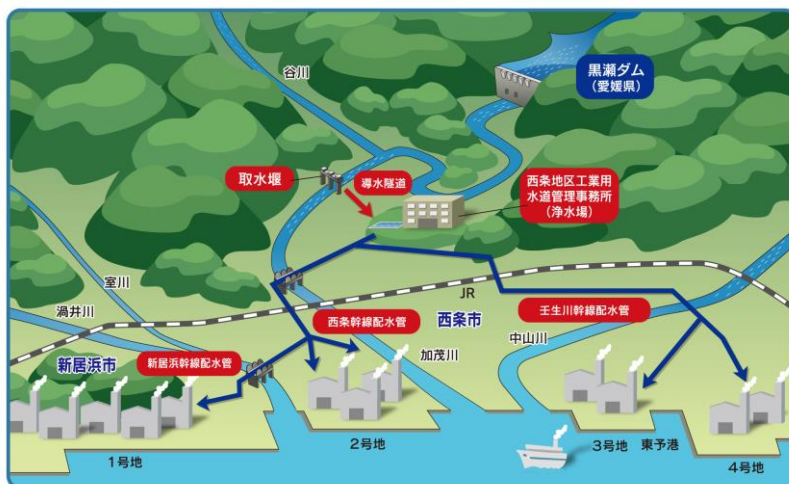 谷川
黒瀬ダム
（愛媛県）
取水堰
導水隧道
西条地区工業用
水道管理事務所
（浄水場）
室川
渦井川
JR
西条幹線配水管
西条市
壬生川幹線配水管
新居浜市
新居浜幹線配水管
加茂川
中山川
1号地
2号地
3号地
東予港
4号地